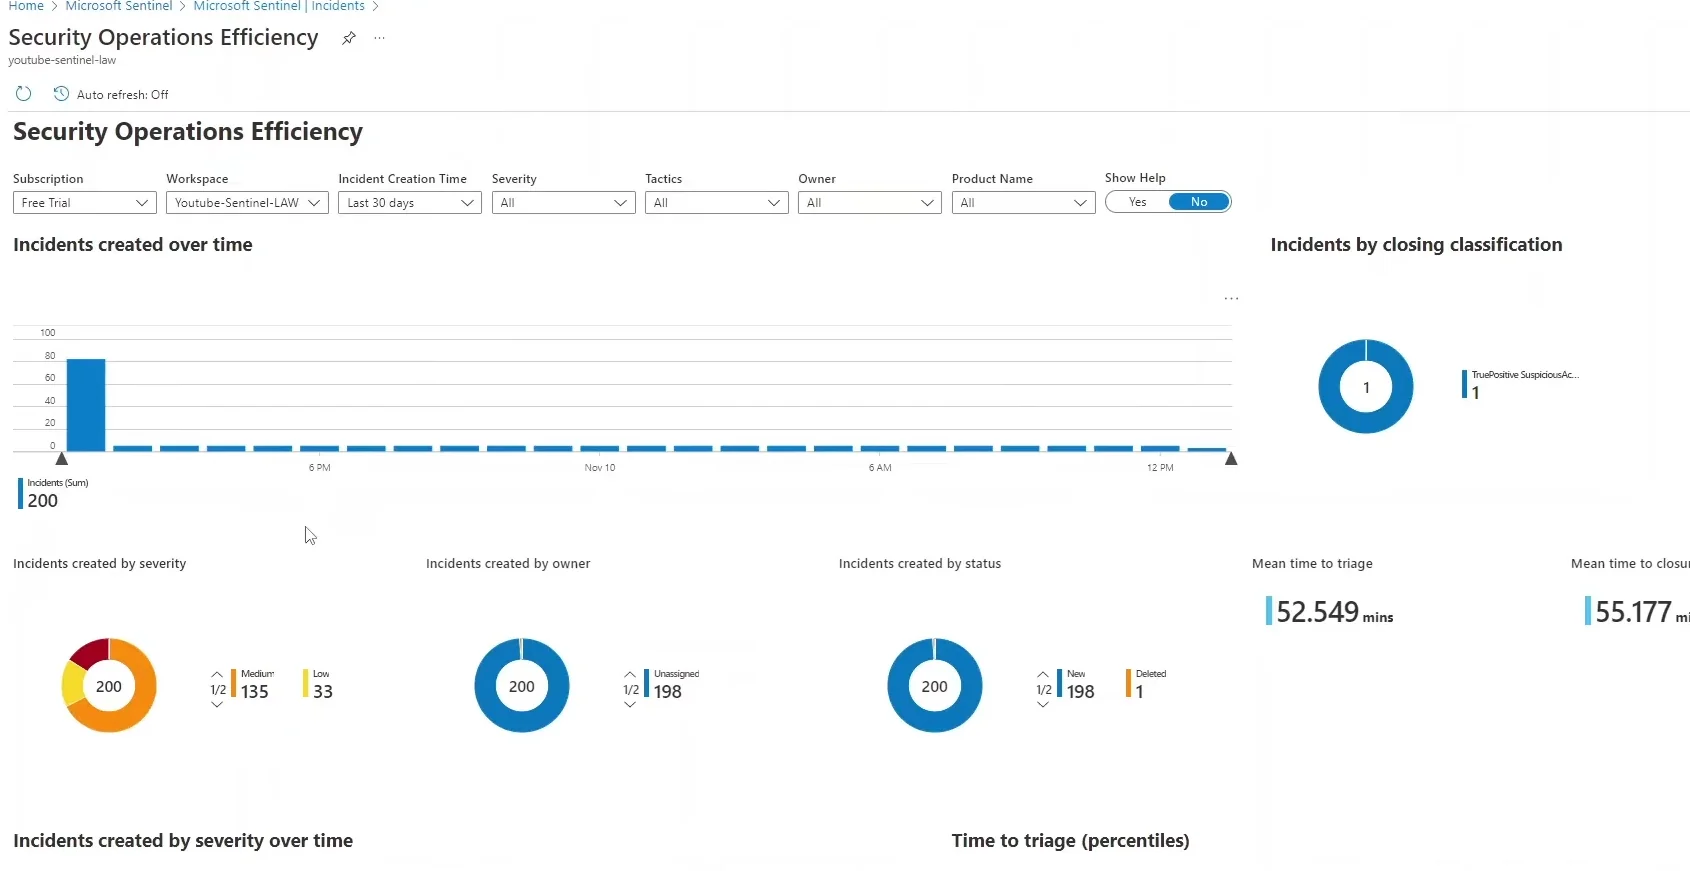 Home > Microsoft Sentinel > Microsoft Sentinel | Incidents >
Security Operations Efficiency ...
youtube-sentinel-law
Auto refresh: Off
Security Operations Efficiency
Subscription Workspace Incident Creation Time Severity Tactics Owner Product Name Show Help
Free Trial Youtube-Sentinel-LAW Last 30 days All All All All Yes No
Incidents created over time
Incidents by closing classification
...
100
80
60
40
20
0
6 PM Nov 10 6 AM 12 PM
Incidents (Sum)
200
1
TruePositive SuspiciousAc...
1
Incidents created by severity
200
1/2
Medium
135
Low
33
Incidents created by owner
200
1/2
Unassigned
198
Incidents created by status
200
1/2
New
198
Deleted
1
Mean time to triage
52.549 mins
Mean time to closu
55.177 mi
Incidents created by severity over time
Time to triage (percentiles)